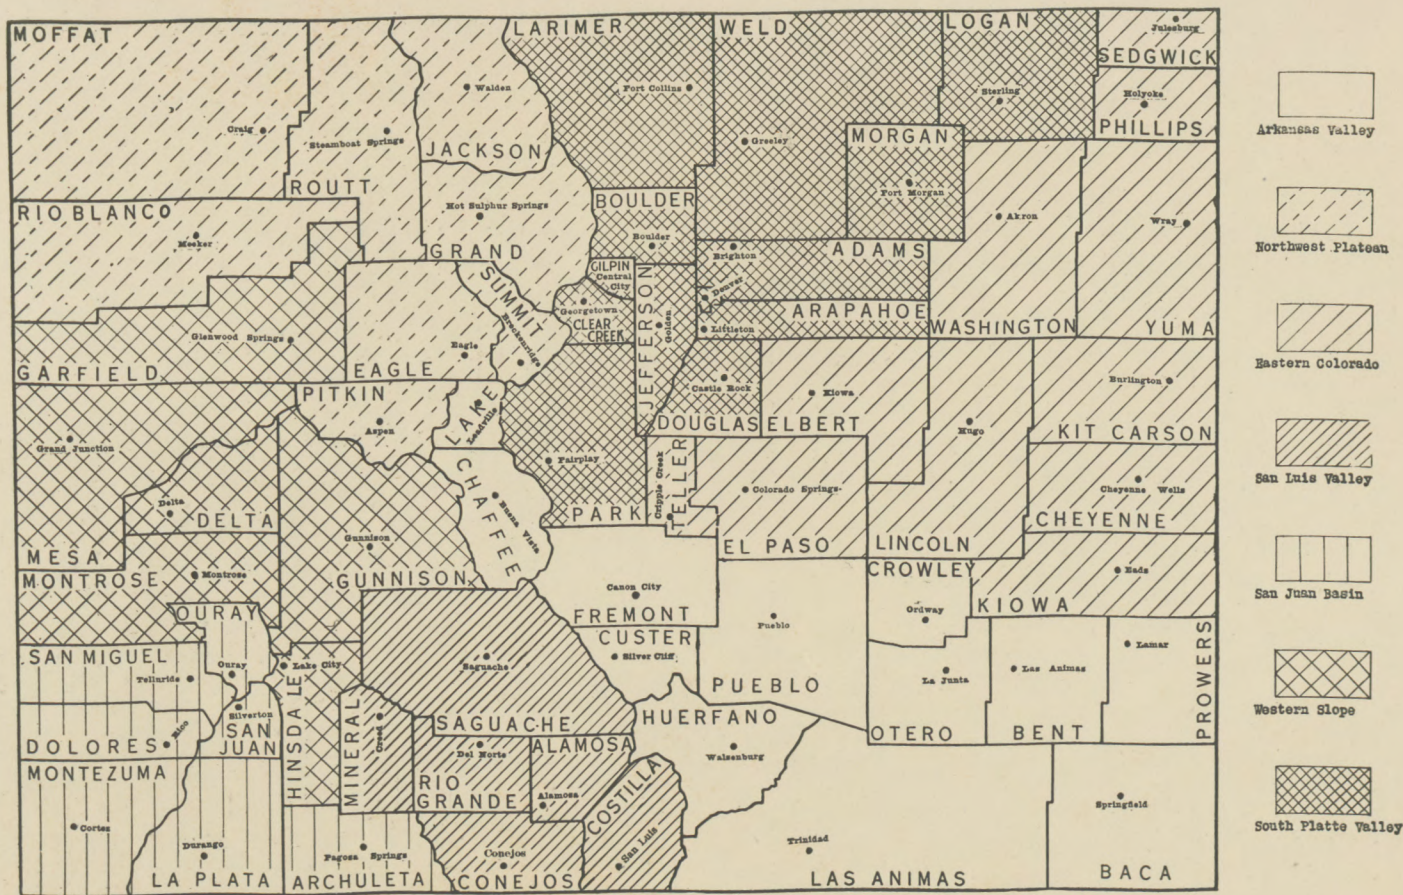 MOFFAT
Craig
ROUTT
Steamboat Springs
JACKSON
Walden
LARIMER
Fort Collins
WELD
Greeley
LOGAN
Sterling
Julesburg
SEDGWICK
Holyoke
PHILLIPS
MORGAN
Fort Morgan
RIO BLANCO
Meeker
GRAND
Hot Sulphur Springs
BOULDER
Boulder
GILPIN
Central
City
ADAMS
Brighton
Denver
Akron
WASHINGTON
Wray
YUMA
GARFIELD
Glenwood Springs
EAGLE
Eagle
SUMMIT
Breckenridge
Georgetown
CLEAR
CREEK
JEFFERSON
Golden
ARAPAHOE
Littleton
PITKIN
Aspen
LAKE
Leadville
Castle Rock
DOUGLAS
Kiowa
ELBERT
Hugo
LINCOLN
Burlington
KIT CARSON
Grand Junction
MESA
Delta
DELTA
Gunnison
GUNNISON
CHAFFEE
Buena Vista
Fairplay
PARK
Cripple Creek
TELLER
Colorado Springs
EL PASO
Cheyenne Wells
CHEYENNE
MONTROSE
Montrose
OURAY
Ouray
Canon City
FREMONT
CUSTER
Silver Cliff
Pueblo
PUEBLO
CROWLEY
Ordway
Eads
KIOWA
SAN MIGUEL
Telluride
Lake City
HINSDALE
Saguache
SAGUACHE
La Junta
OTERO
Las Animas
BENT
Lamar
PROWERS
DOLORES
Rico
Silverton
SAN
JUAN
MINERAL
Creed
Del Norte
RIO
GRANDE
ALAMOSA
Alamosa
HUERFANO
Walsenburg
MONTEZUMA
Cortez
Durango
LA PLATA
Pagosa Springs
ARCHULETA
Conejos
CONEJOS
COSTILLA
San Luis
Trinidad
LAS ANIMAS
Springfield
BACA
Arkansas Valley
Northwest Plateau
Eastern Colorado
San Luis Valley
San Juan Basin
Western Slope
South Platte Valley